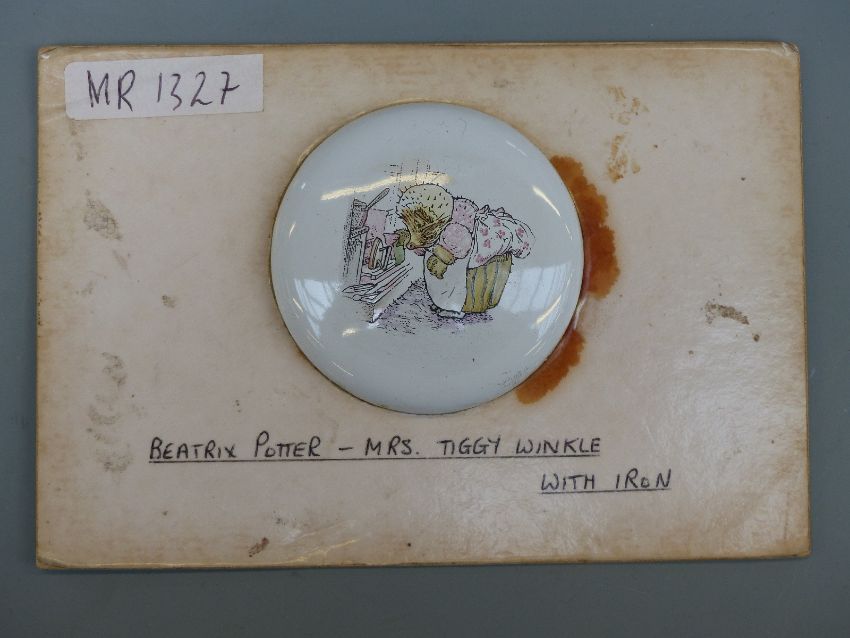 MR 1327
BEATRIX POTTER – MRS. TIGGY WINKLE
WITH IRON